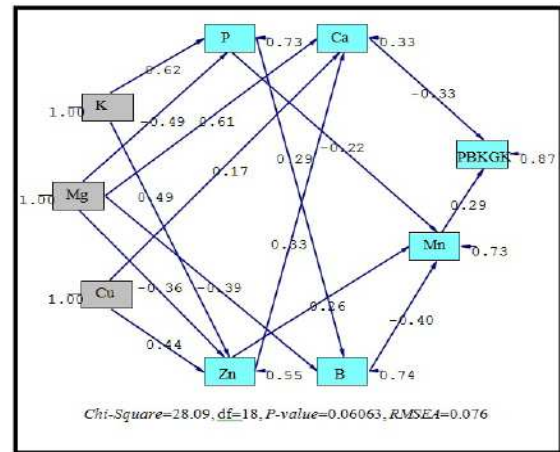 P
0.73
Ca
0.33
0.62
K
-0.33
1.00
-0.49
0.61
-0.22
PBKGK
0.87
0.29
0.17
Mg
0.49
1.00
0.29
Mn
0.33
0.73
Cu
1.00
-0.36
-0.39
0.26
-0.40
0.44
Zn
0.55
B
0.74
Chi-Square=28.09, df=18, P-value=0.06063, RMSEA=0.076